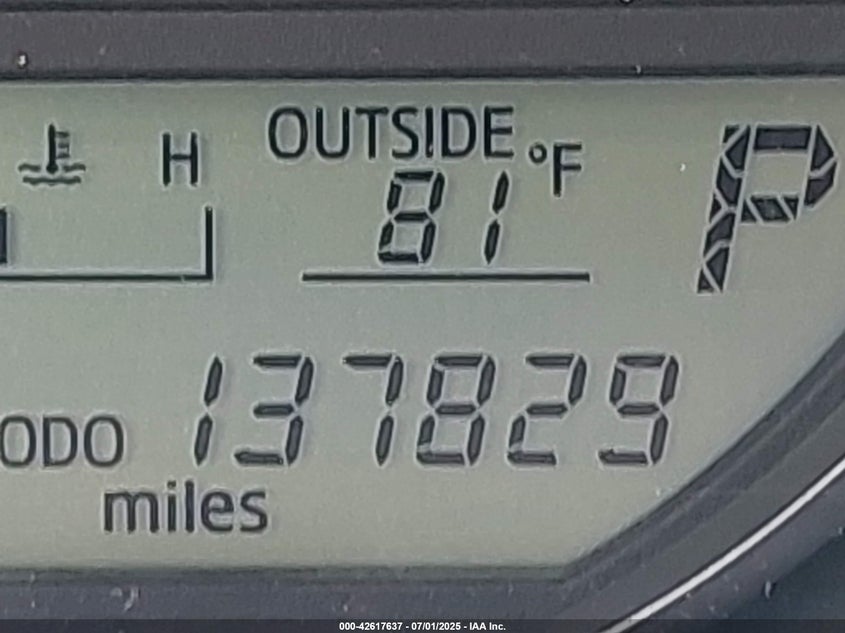 H OUTSIDE °F P
81
ODO 137829
miles
000-42617637 - 07/01/2025 - IAA Inc.